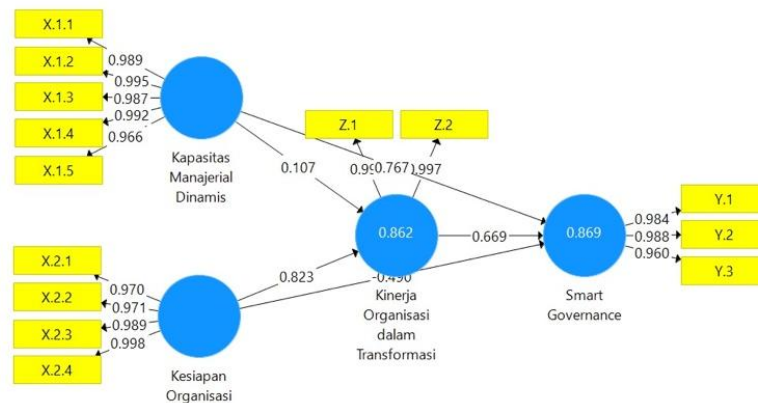 X.1.1
X.1.2
X.1.3
X.1.4
X.1.5
0.989
0.995
0.987
0.992
0.966
Kapasitas
Manajerial
Dinamis
Z.1
Z.2
0.997
0.107
0.767
0.862
Kinerja
Organisasi
dalam
Transformasi
0.669
0.869
Smart
Governance
Y.1
Y.2
Y.3
0.984
0.988
0.960
X.2.1
X.2.2
X.2.3
X.2.4
0.970
0.971
0.989
0.998
Kesiapan
Organisasi
0.823